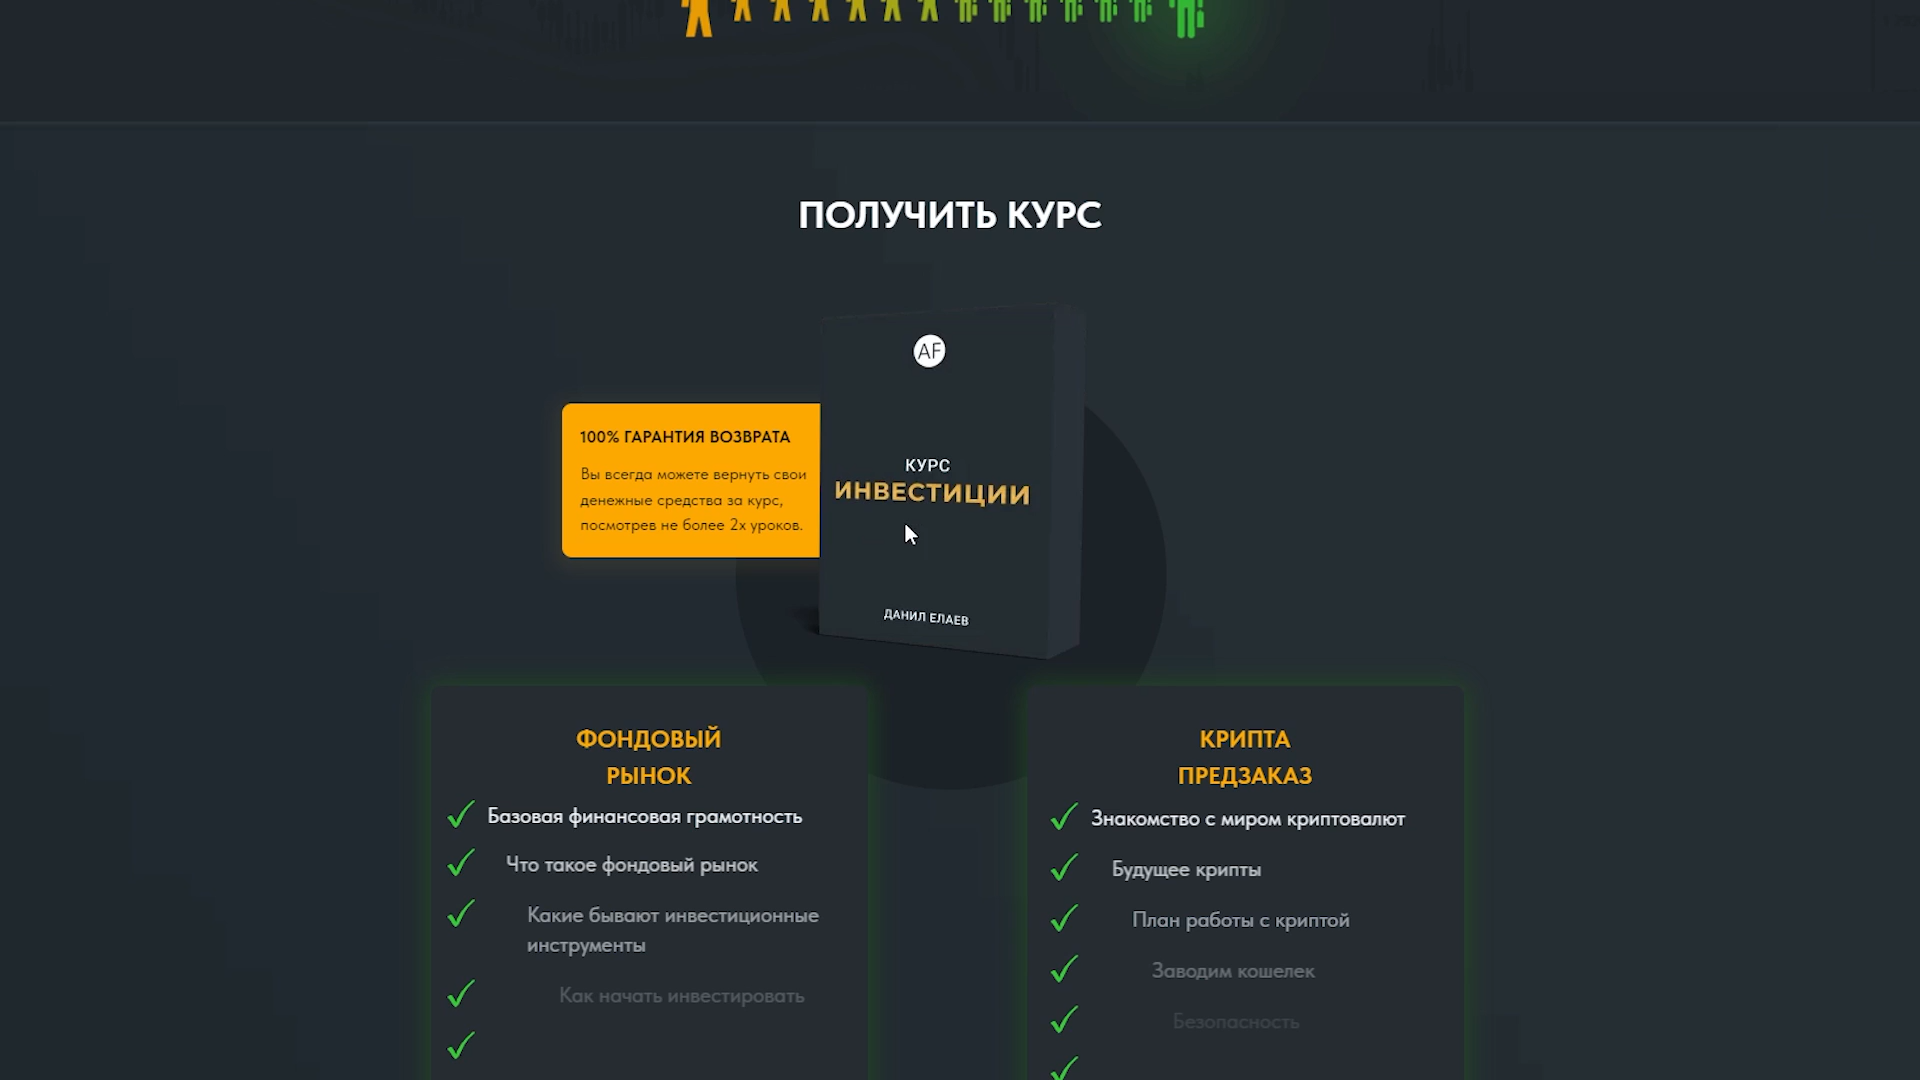 ПОЛУЧИТЬ КУРС
AF
КУРС
ИНВЕСТИЦИИ
ДАНИЛ ЕЛАЕВ
100% ГАРАНТИЯ ВОЗВРАТА
Вы всегда можете вернуть свои
денежные средства за курс,
посмотрев не более 2х уроков.
ФОНДОВЫЙ
РЫНОК
Базовая финансовая грамотность
Что такое фондовый рынок
Какие бывают инвестиционные
инструменты
Как начать инвестировать
КРИПТА
ПРЕДЗАКАЗ
Знакомство с миром криптовалют
Будущее крипты
План работы с криптой
Заводим кошелек
Безопасность